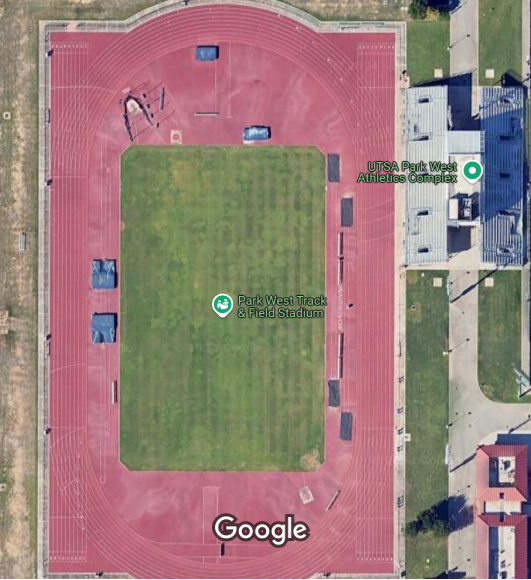 UTSA Park West
Athletics Complex
Park West Track
& Field Stadium
Google